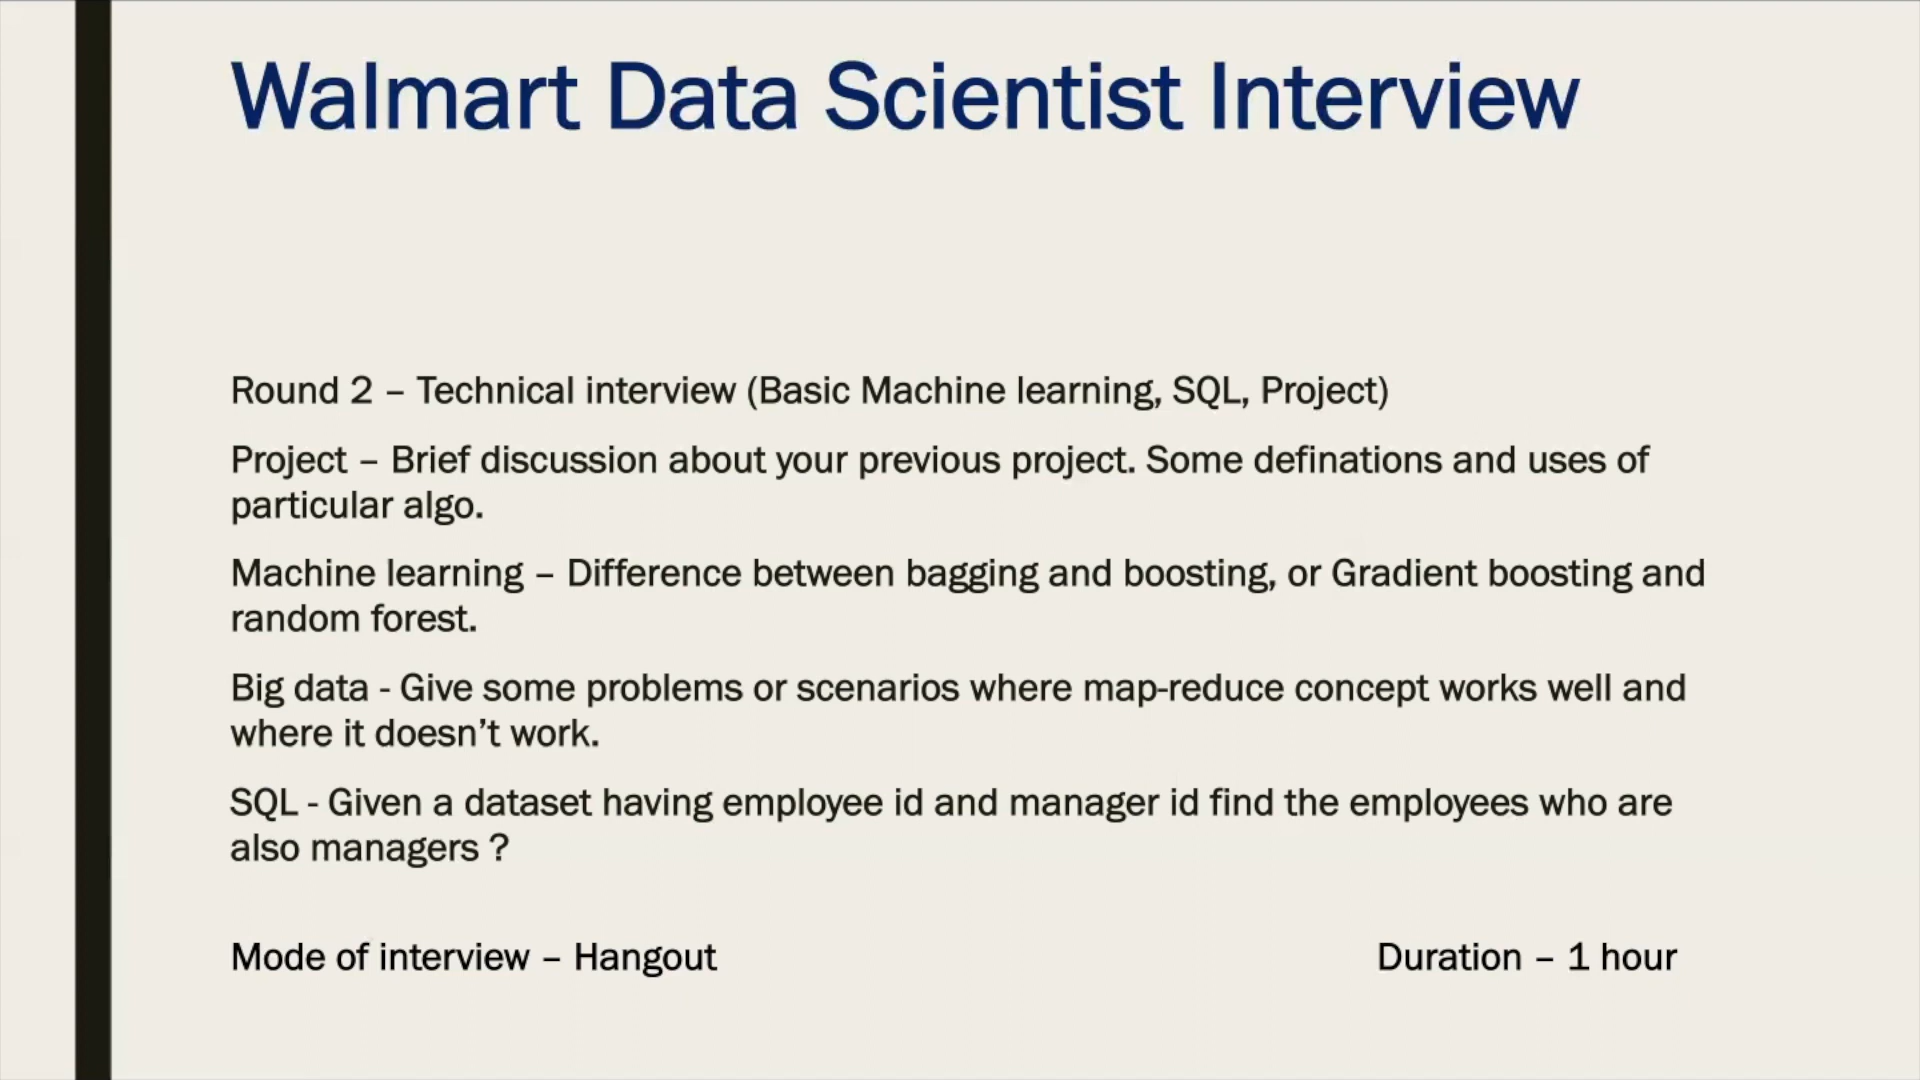 Walmart Data Scientist Interview
Round 2 – Technical interview (Basic Machine learning, SQL, Project)
Project – Brief discussion about your previous project. Some definations and uses of
particular algo.
Machine learning – Difference between bagging and boosting, or Gradient boosting and
random forest.
Big data - Give some problems or scenarios where map-reduce concept works well and
where it doesn’t work.
SQL - Given a dataset having employee id and manager id find the employees who are
also managers ?
Mode of interview – Hangout
Duration – 1 hour